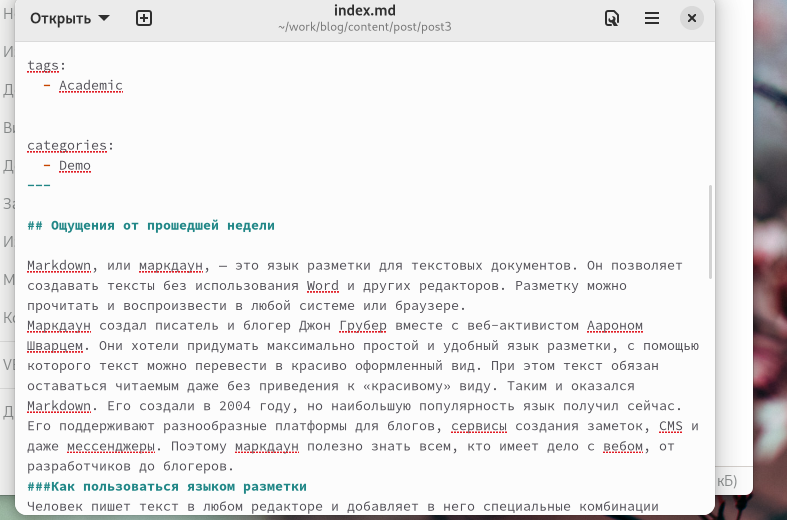 Открыть
index.md
~/work/blog/content/post/post3
tags:
- Academic
categories:
- Demo
---
## Ощущения от прошедшей недели
Markdown, или маркдаун, — это язык разметки для текстовых документов. Он позволяет
создавать тексты без использования Word и других редакторов. Разметку можно
прочитать и воспроизвести в любой системе или браузере.
Маркдаун создал писатель и блогер Джон Грубер вместе с веб-активистом Аароном
Шварцем. Они хотели придумать максимально простой и удобный язык разметки, с помощью
которого текст можно перевести в красиво оформленный вид. При этом текст обязан
оставаться читаемым даже без приведения к «красивому» виду. Таким и оказался
Markdown. Его создали в 2004 году, но наибольшую популярность язык получил сейчас.
Его поддерживают разнообразные платформы для блогов, сервисы создания заметок, CMS и
даже мессенджеры. Поэтому маркдаун полезно знать всем, кто имеет дело с вебом, от
разработчиков до блогеров.
###Как пользоваться языком разметки
Человек пишет текст в любом редакторе и добавляет в него специальные комбинации
кБ)